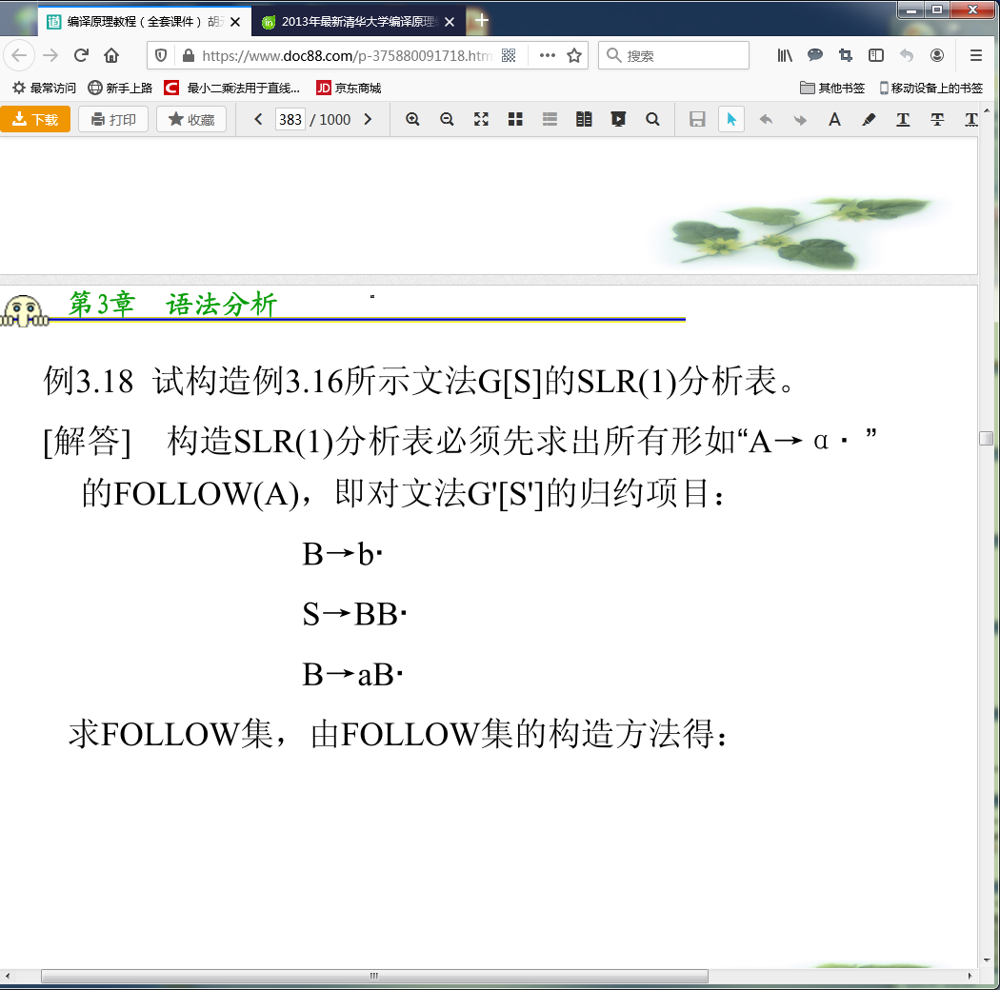 编译原理教程（全套课件）胡
2013年最新清华大学编译原理
https://www.doc88.com/p-375880091718.htm
搜索
最常访问 新手上路 C 最小二乘法用于直线... JD 京东商城 其他书签 移动设备上的书签
下载 打印 收藏 383 / 1000
第3章 语法分析
例3.18 试构造例3.16所示文法G[S]的SLR(1)分析表。
[解答] 构造SLR(1)分析表必须先求出所有形如“A→α·”
的FOLLOW(A)，即对文法G'[S']的归约项目：
B→b·
S→BB·
B→aB·
求FOLLOW集，由FOLLOW集的构造方法得：